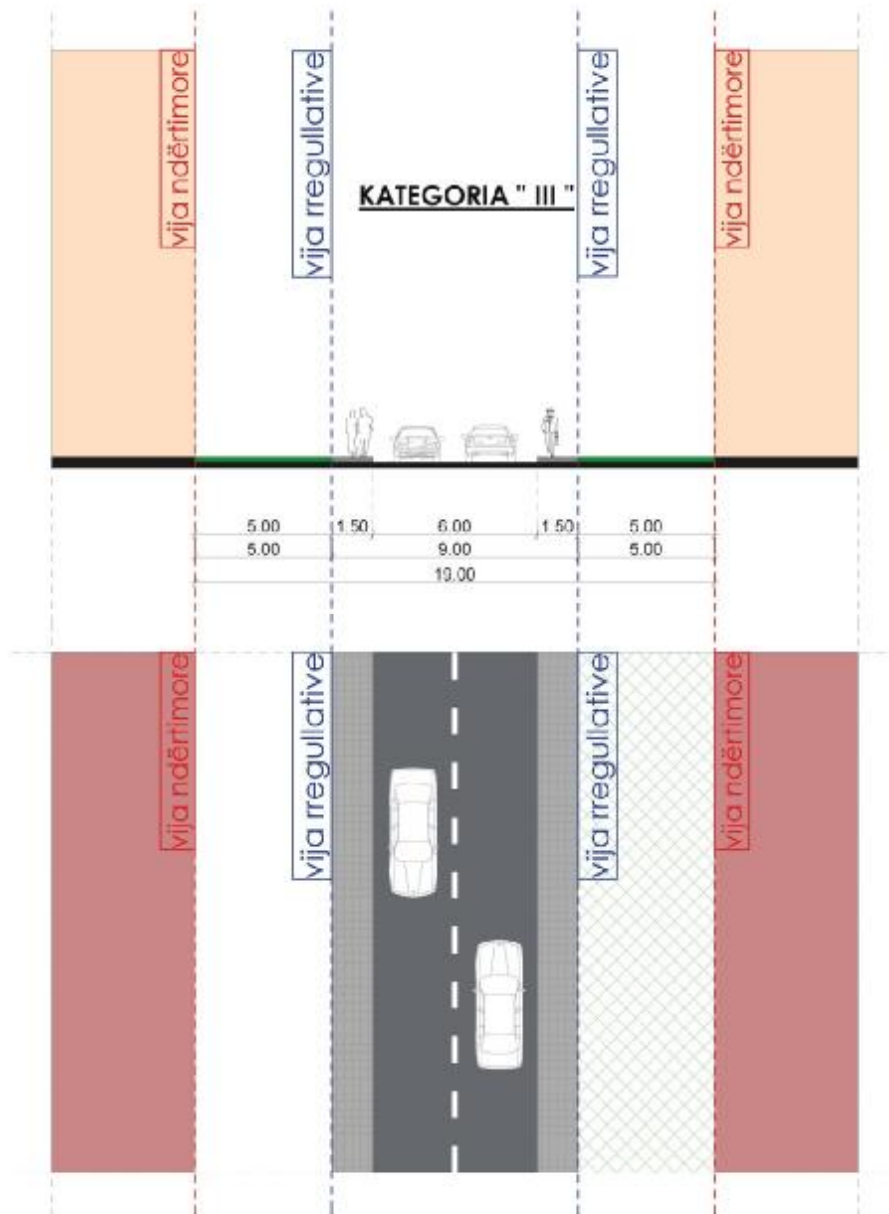 vija ndërtimore
vija rregullative
KATEGORIA " III "
vija rregullative
vija ndërtimore
5.00 1.50 6.00 1.50 5.00
5.00 9.00 5.00
19.00
vija ndërtimore
vija rregullative
vija rregullative
vija ndërtimore